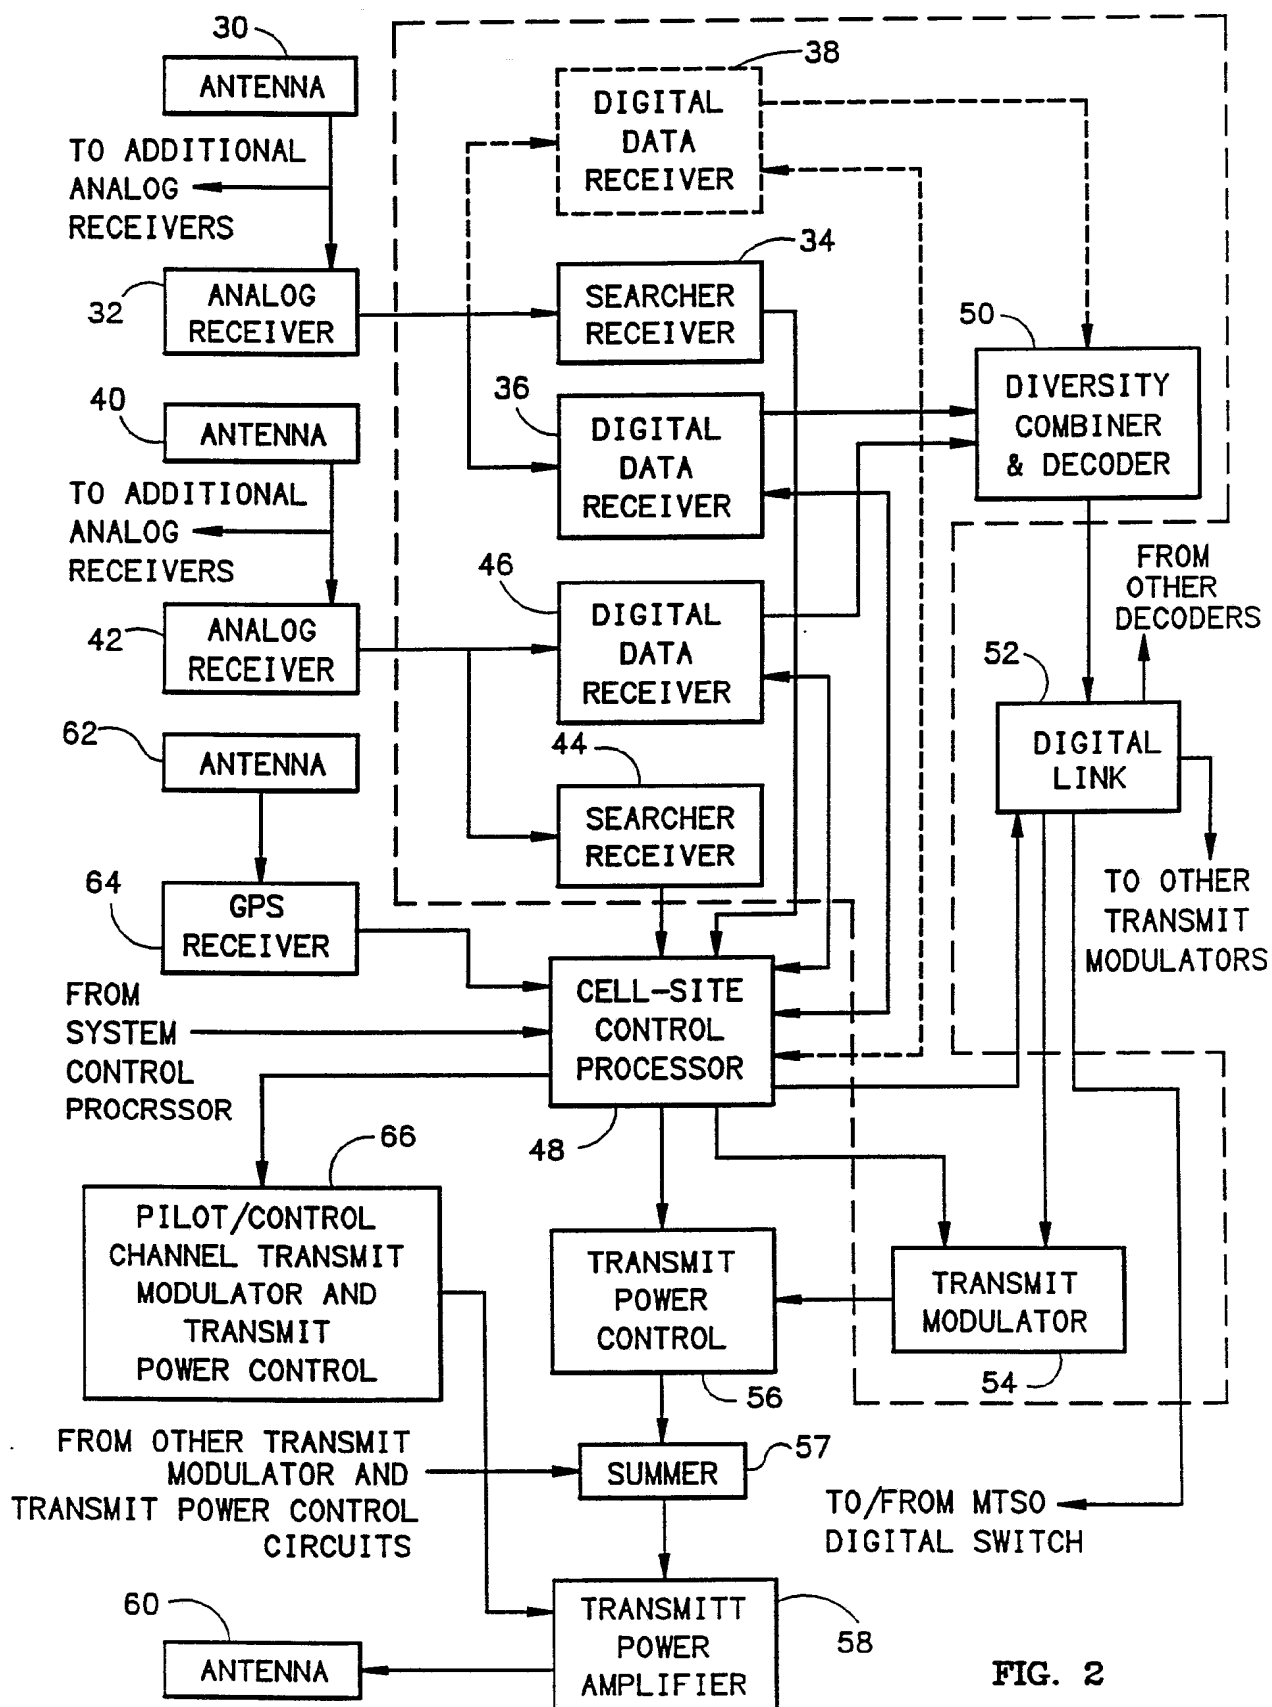 30
ANTENNA
TO ADDITIONAL
ANALOG
RECEIVERS
32
ANALOG
RECEIVER
40
ANTENNA
TO ADDITIONAL
ANALOG
RECEIVERS
42
ANALOG
RECEIVER
62
ANTENNA
64
GPS
RECEIVER
FROM
SYSTEM
CONTROL
PROCRSSOR
38
DIGITAL
DATA
RECEIVER
34
SEARCHER
RECEIVER
36
DIGITAL
DATA
RECEIVER
46
DIGITAL
DATA
RECEIVER
44
SEARCHER
RECEIVER
50
DIVERSITY
COMBINER
& DECODER
FROM
OTHER
DECODERS
52
DIGITAL
LINK
TO OTHER
TRANSMIT
MODULATORS
CELL-SITE
CONTROL
PROCESSOR
48
66
PILOT/CONTROL
CHANNEL TRANSMIT
MODULATOR AND
TRANSMIT
POWER CONTROL
TRANSMIT
POWER
CONTROL
56
TRANSMIT
MODULATOR
54
FROM OTHER TRANSMIT
MODULATOR AND
TRANSMIT POWER CONTROL
CIRCUITS
57
SUMMER
TO/FROM MTSO
DIGITAL SWITCH
60
ANTENNA
TRANSMITT
POWER
AMPLIFIER
58
FIG. 2